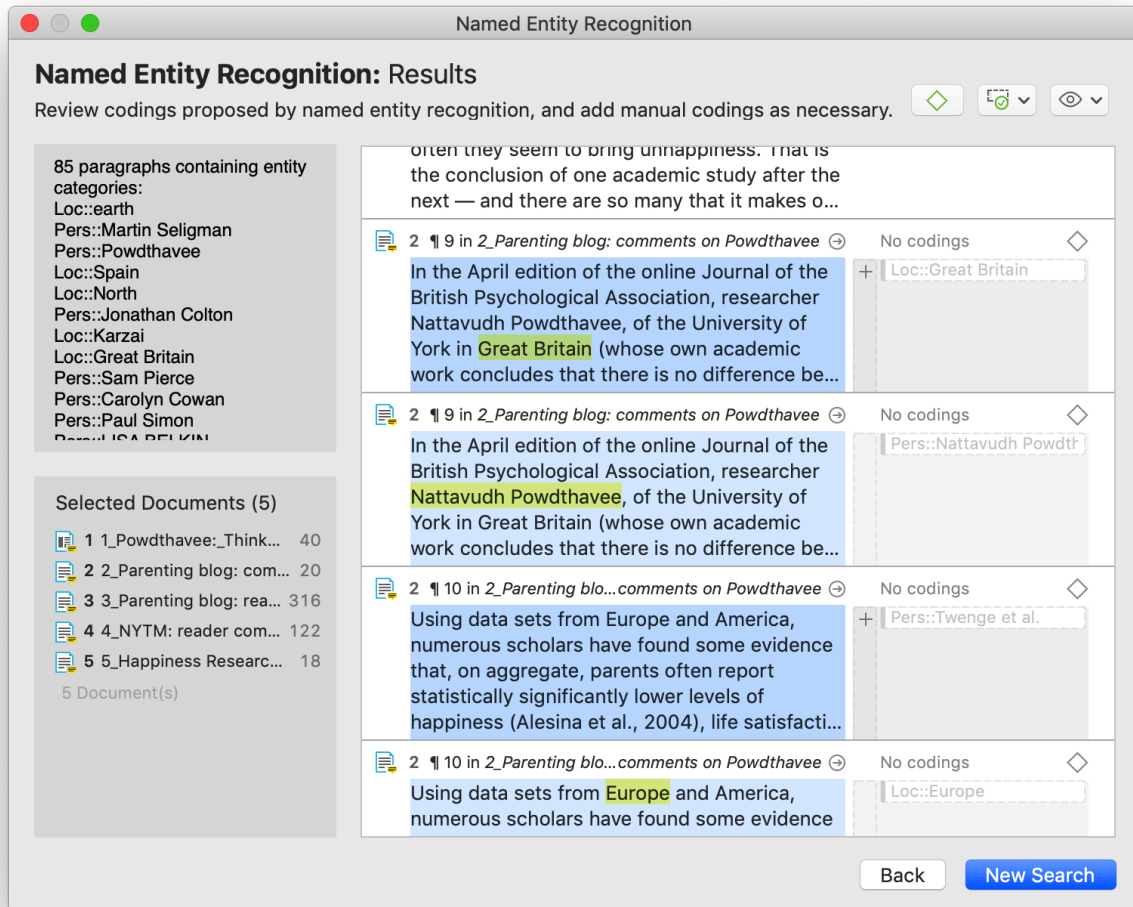 Named Entity Recognition
Named Entity Recognition: Results
Review codings proposed by named entity recognition, and add manual codings as necessary.
85 paragraphs containing entity
categories:
Loc::earth
Pers::Martin Seligman
Pers::Powdthavee
Loc::Spain
Loc::North
Pers::Jonathan Colton
Loc::Karzai
Loc::Great Britain
Pers::Sam Pierce
Pers::Carolyn Cowan
Pers::Paul Simon
Pers::LISA BELKIN
Selected Documents (5)
1 1_Powdthavee:_Think... 40
2 2_Parenting blog: com... 20
3 3_Parenting blog: rea... 316
4 4_NYTM: reader com... 122
5 5_Happiness Researc... 18
5 Document(s)
often they seem to bring unhappiness. That is
the conclusion of one academic study after the
next — and there are so many that it makes o...
2 ¶ 9 in 2_Parenting blog: comments on Powdthavee No codings
In the April edition of the online Journal of the
British Psychological Association, researcher
Nattavudh Powdthavee, of the University of
York in Great Britain (whose own academic
work concludes that there is no difference be...
+ Loc::Great Britain
2 ¶ 9 in 2_Parenting blog: comments on Powdthavee No codings
In the April edition of the online Journal of the
British Psychological Association, researcher
Nattavudh Powdthavee, of the University of
York in Great Britain (whose own academic
work concludes that there is no difference be...
Pers::Nattavudh Powdth
2 ¶ 10 in 2_Parenting blo...comments on Powdthavee No codings
Using data sets from Europe and America,
numerous scholars have found some evidence
that, on aggregate, parents often report
statistically significantly lower levels of
happiness (Alesina et al., 2004), life satisfacti...
+ Pers::Twenge et al.
2 ¶ 10 in 2_Parenting blo...comments on Powdthavee No codings
Using data sets from Europe and America,
numerous scholars have found some evidence
Loc::Europe
Back
New Search